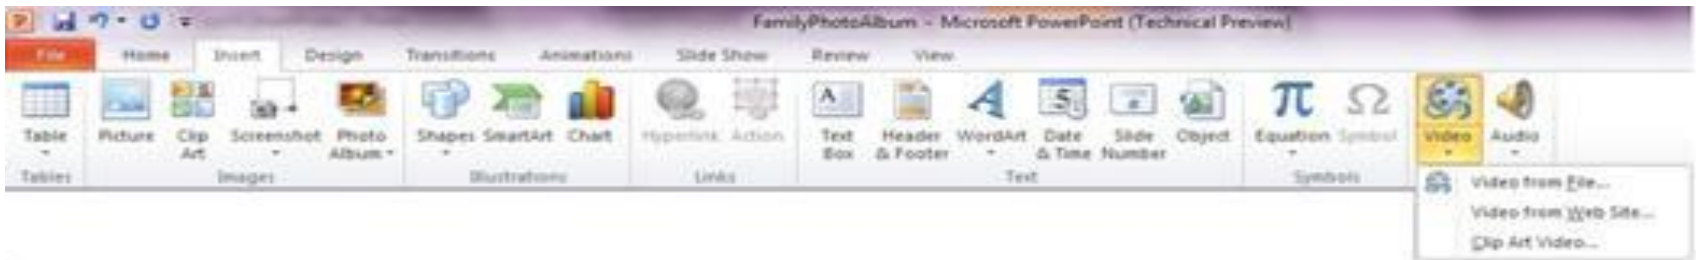 FamilyPhotoAlbum - Microsoft PowerPoint (Technical Preview)
File Home Insert Design Transitions Animations Slide Show Review View
Table Picture Clip Art Screenshot Photo Album Shapes SmartArt Chart Hyperlink Action Text Box Header & Footer WordArt Date & Time Slide Number Object Equation Symbol Video Audio
Tables Images Illustrations Links Text Symbols
Video from File...
Video from Web Site...
Clip Art Video...